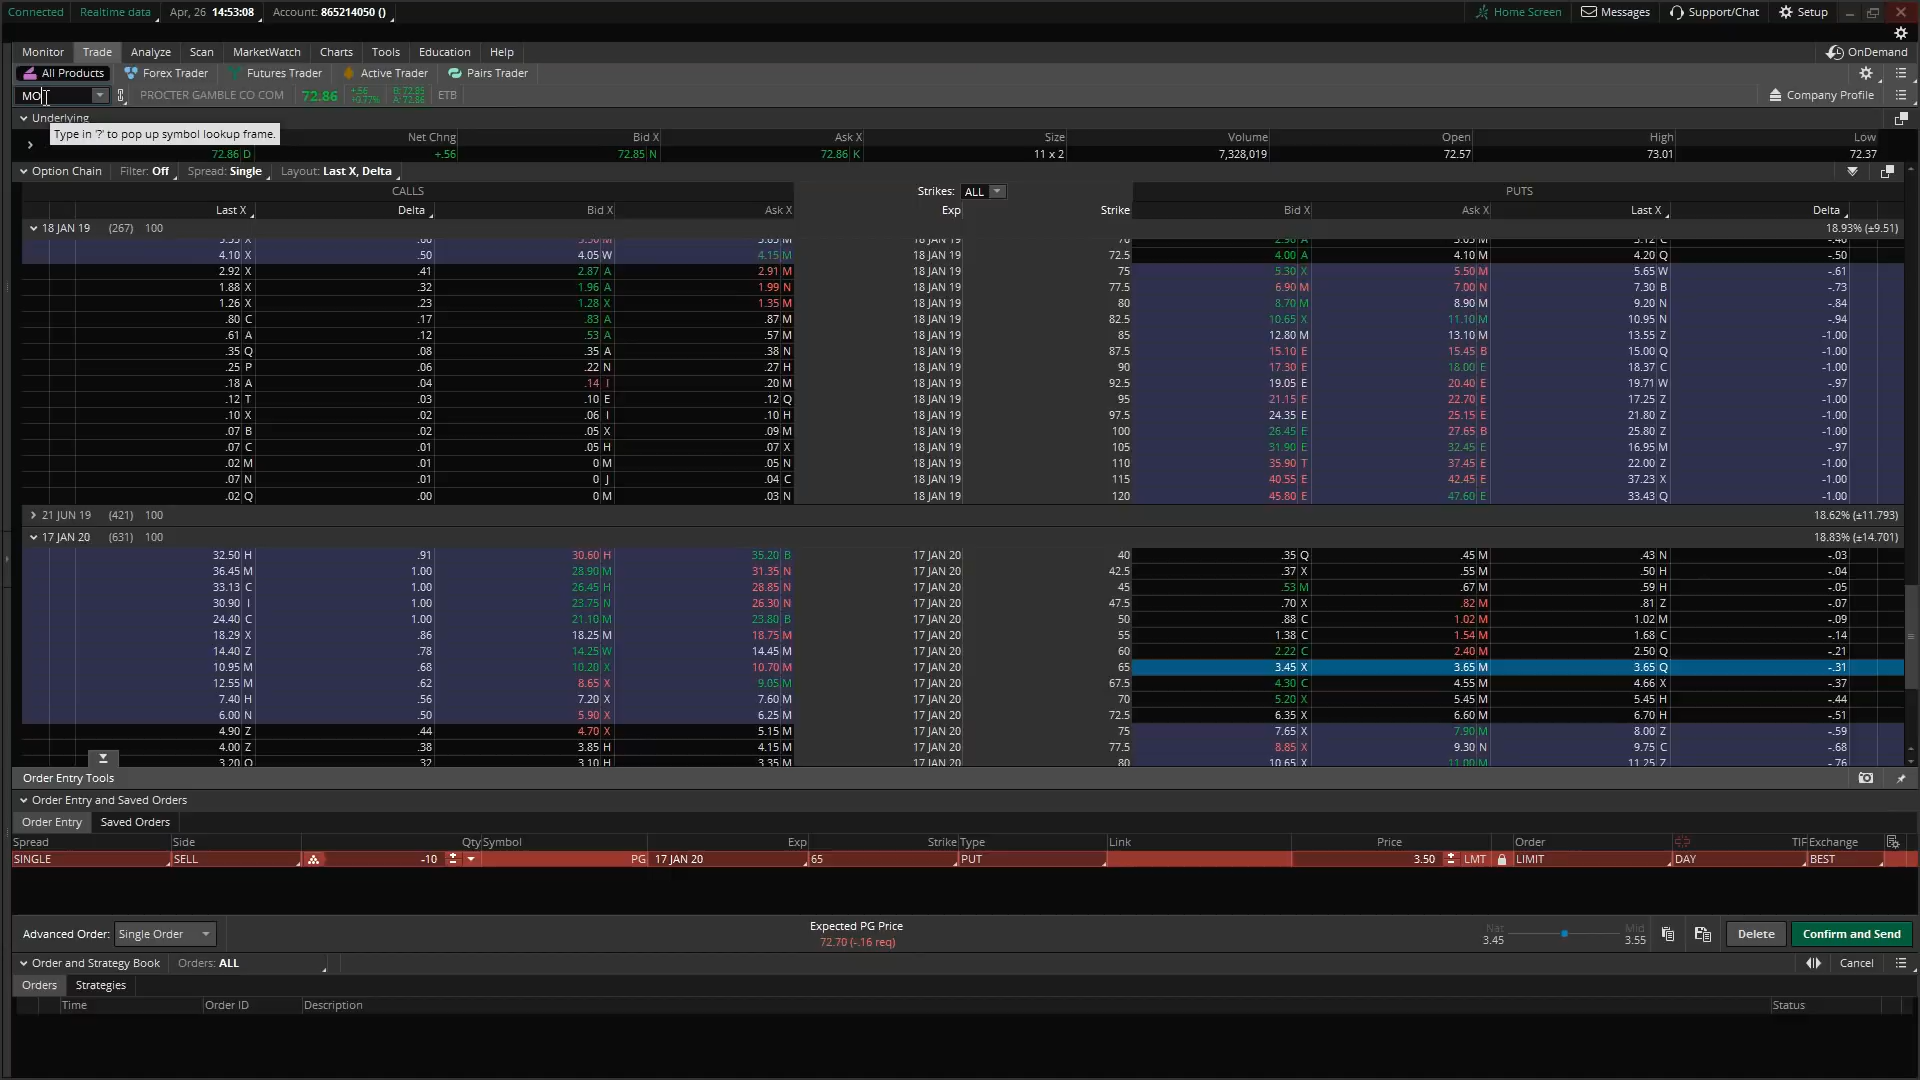 Connected Realtime data Apr, 26 14:53:08 Account: 865214050 () Home Screen Messages Support/Chat Setup
Monitor Trade Analyze Scan MarketWatch Charts Tools Education Help OnDemand
All Products Forex Trader Futures Trader Active Trader Pairs Trader
MO PROCTER GAMBLE CO COM 72.86 +.56 +0.77% B: 72.85 A: 72.86 ETB Company Profile
Underlying
Type in '?' to pop up symbol lookup frame.
Net Chng Bid X Ask X Size Volume Open High Low
72.86 D +.56 72.85 N 72.86 K 11 x 2 7,328,019 72.57 73.01 72.37
Option Chain Filter: Off Spread: Single Layout: Last X, Delta
CALLS Strikes: ALL PUTS
Last X Delta Bid X Ask X Exp Strike Bid X Ask X Last X Delta
18 JAN 19 (267) 100 18.93% (±9.51)
4.10 X .50 4.05 W 4.15 M 18 JAN 19 72.5 4.00 A 4.10 M 4.20 Q -.50
2.92 X .41 2.87 A 2.91 M 18 JAN 19 75 5.30 X 5.50 M 5.65 W -.61
1.88 X .32 1.96 A 1.99 N 18 JAN 19 77.5 6.90 M 7.00 N 7.30 B -.73
1.26 X .23 1.28 X 1.35 M 18 JAN 19 80 8.70 M 8.90 M 9.20 N -.84
.80 C .17 .83 A .87 M 18 JAN 19 82.5 10.65 X 11.10 M 10.95 N -.94
.61 A .12 .53 A .57 M 18 JAN 19 85 12.80 M 13.10 M 13.55 Z -1.00
.35 Q .08 .35 A .38 N 18 JAN 19 87.5 15.10 E 15.45 B 15.00 Q -1.00
.25 P .06 .22 N .27 H 18 JAN 19 90 17.30 E 18.00 E 18.37 C -1.00
.18 A .04 .14 I .20 M 18 JAN 19 92.5 19.05 E 20.40 E 19.71 W -.97
.12 T .03 .10 E .12 Q 18 JAN 19 95 21.15 E 22.70 E 17.25 Z -1.00
.10 X .02 .06 I .10 H 18 JAN 19 97.5 24.35 E 25.15 E 21.80 Z -1.00
.07 B .02 .05 X .09 M 18 JAN 19 100 26.45 E 27.65 B 25.80 Z -1.00
.07 C .01 .05 H .07 X 18 JAN 19 105 31.90 E 32.45 E 16.95 M -.97
.02 M .01 0 M .05 N 18 JAN 19 110 35.90 T 37.45 E 22.00 Z -1.00
.07 N .01 0 J .04 C 18 JAN 19 115 40.55 E 42.45 E 37.23 X -1.00
.02 Q .00 0 M .03 N 18 JAN 19 120 45.80 E 47.60 E 33.43 Q -1.00
21 JUN 19 (421) 100 18.62% (±11.793)
17 JAN 20 (631) 100 18.83% (±14.701)
32.50 H .91 30.60 H 35.20 B 17 JAN 20 40 .35 Q .45 M .43 N -.03
36.45 M 1.00 28.90 M 31.35 N 17 JAN 20 42.5 .37 X .55 M .50 H -.04
33.13 C 1.00 26.45 H 28.85 N 17 JAN 20 45 .53 M .67 M .59 H -.05
30.90 I 1.00 23.75 N 26.30 N 17 JAN 20 47.5 .70 X .82 M .81 Z -.07
24.40 C 1.00 21.10 M 23.80 B 17 JAN 20 50 .88 C 1.02 M 1.02 M -.09
18.29 X .86 18.25 M 18.75 M 17 JAN 20 55 1.38 C 1.54 M 1.68 C -.14
14.40 Z .78 14.25 W 14.45 M 17 JAN 20 60 2.22 C 2.40 M 2.50 Q -.21
10.95 M .68 10.20 X 10.70 M 17 JAN 20 65 3.45 X 3.65 M 3.65 Q -.31
12.55 M .62 8.65 X 9.05 M 17 JAN 20 67.5 4.30 C 4.55 M 4.66 X -.37
7.40 H .56 7.20 X 7.60 M 17 JAN 20 70 5.20 X 5.45 M 5.45 H -.44
6.00 N .50 5.90 X 6.25 M 17 JAN 20 72.5 6.35 X 6.60 M 6.70 H -.51
4.90 Z .44 4.70 X 5.15 M 17 JAN 20 75 7.65 X 7.90 M 8.00 Z -.59
4.00 Z .38 3.85 H 4.15 M 17 JAN 20 77.5 8.85 X 9.30 N 9.75 C -.68
3.20 Q .32 3.10 H 3.35 M 17 JAN 20 80 10.65 X 11.00 M 11.25 Z -.76
Order Entry Tools
Order Entry and Saved Orders
Order Entry Saved Orders
Spread Side Qty Symbol Exp Strike Type Link Price Order TIF Exchange
SINGLE SELL -10 PG 17 JAN 20 65 PUT 3.50 LMT LIMIT DAY BEST
Advanced Order: Single Order Expected PG Price 72.70 (-.16 req) Nat 3.45 Mid 3.55 Delete Confirm and Send
Order and Strategy Book Orders: ALL Cancel
Orders Strategies
Time Order ID Description Status